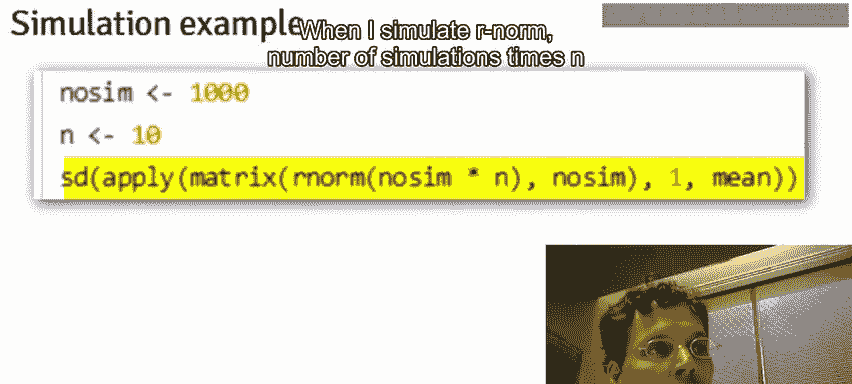 Simulation example
When I simulate r-norm,
number of simulations times n
nosim <- 1000
n <- 10
sd(apply(matrix(rnorm(nosim * n), nosim), 1, mean))